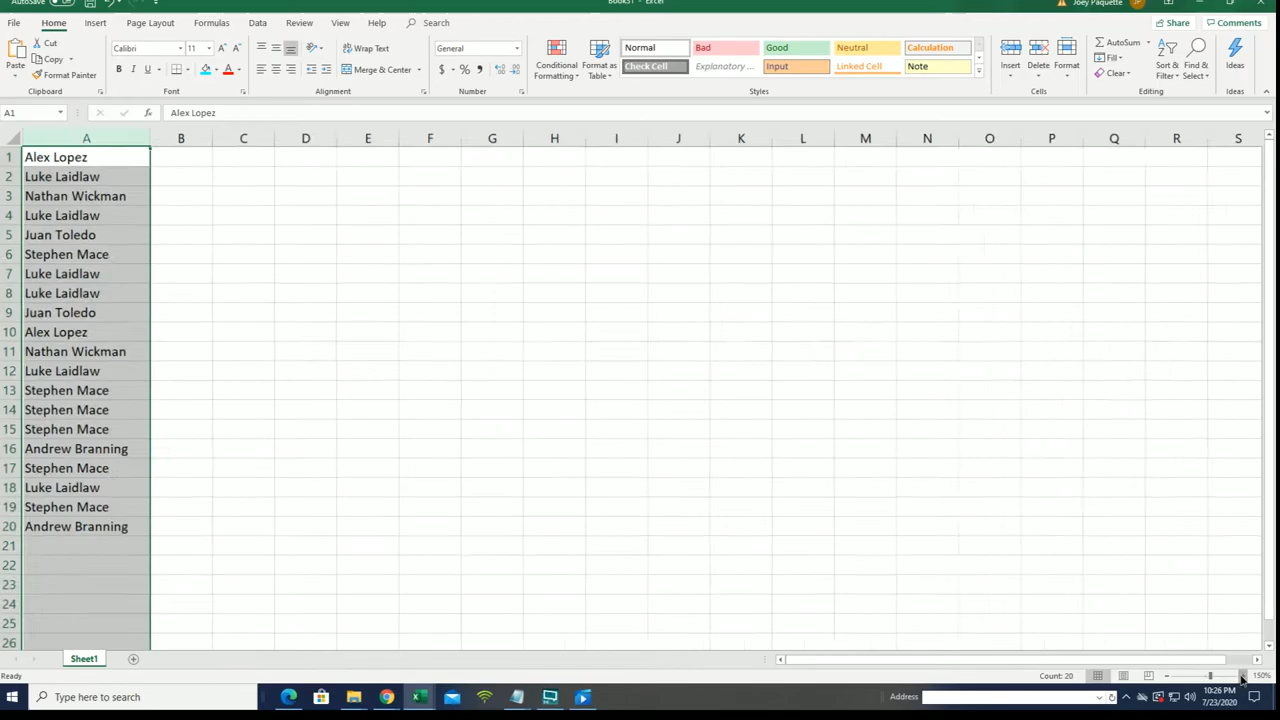 AutoSave Off Book31 - Excel Joey Paquette JP
File Home Insert Page Layout Formulas Data Review View Help Search Share Comments
Paste Cut Copy Format Painter Clipboard
Calibri 11 A A B I U A Font
Wrap Text Merge & Center Alignment
General $ % , Number
Conditional Formatting Format as Table
Normal Bad Good Neutral Calculation
Check Cell Explanatory ... Input Linked Cell Note
Styles
Insert Delete Format Cells
AutoSum Fill Clear Sort & Filter Find & Select Editing
Ideas Ideas
A1 fx Alex Lopez
A B C D E F G H I J K L M N O P Q R S
1 Alex Lopez
2 Luke Laidlaw
3 Nathan Wickman
4 Luke Laidlaw
5 Juan Toledo
6 Stephen Mace
7 Luke Laidlaw
8 Luke Laidlaw
9 Juan Toledo
10 Alex Lopez
11 Nathan Wickman
12 Luke Laidlaw
13 Stephen Mace
14 Stephen Mace
15 Stephen Mace
16 Andrew Branning
17 Stephen Mace
18 Luke Laidlaw
19 Stephen Mace
20 Andrew Branning
21
22
23
24
25
26
Sheet1
Ready Count: 20 150%
Type here to search Address 10:26 PM
7/23/2020